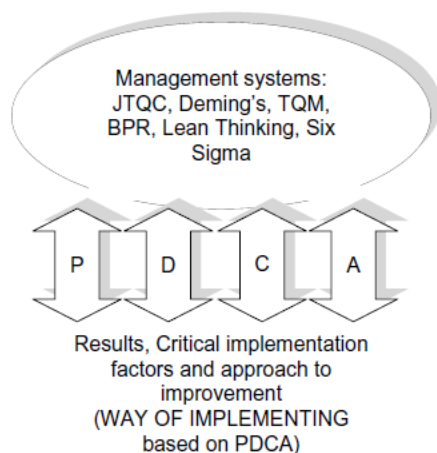 Management systems:
JTQC, Deming's, TQM,
BPR, Lean Thinking, Six
Sigma
P D C A
Results, Critical implementation
factors and approach to
improvement
(WAY OF IMPLEMENTING
based on PDCA)